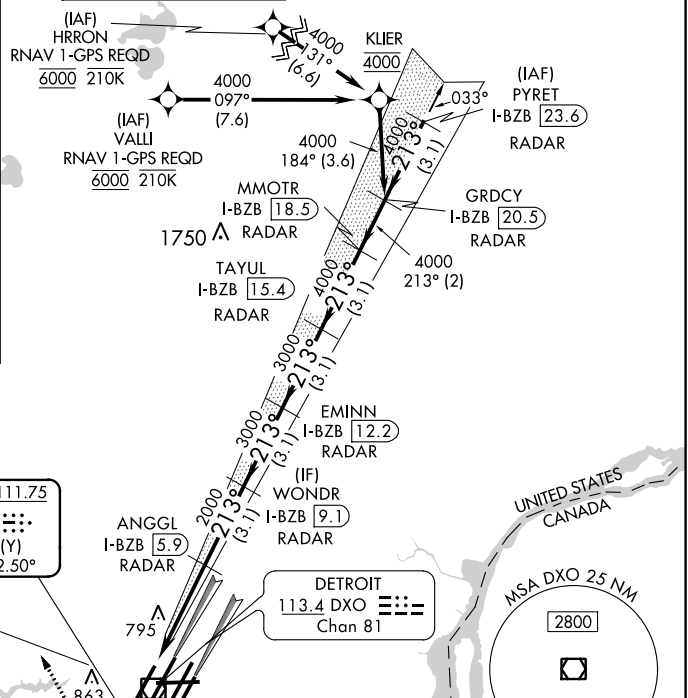 (IAF)
HRRON
RNAV 1-GPS REQD
6000 210K
4000
131°
(6.6)
KLIER
4000
4000
097°
(7.6)
(IAF)
VALLI
RNAV 1-GPS REQD
6000 210K
033°
(IAF)
PYRET
I-BZB 23.6
RADAR
4000
213°
(3.1)
4000
184° (3.6)
MMOTR
I-BZB 18.5
RADAR
GRDCY
I-BZB 20.5
RADAR
1750
4000
213° (2)
TAYUL
I-BZB 15.4
RADAR
4000
213°
(3.1)
3000
213°
(3.1)
EMINN
I-BZB 12.2
RADAR
3000
213°
(3.1)
(IF)
WONDR
I-BZB 9.1
RADAR
2000
213°
(3.1)
ANGGL
I-BZB 5.9
RADAR
111.75
(Y)
2.50°
UNITED STATES
CANADA
DETROIT
113.4 DXO
Chan 81
795
863
MSA DXO 25 NM
2800